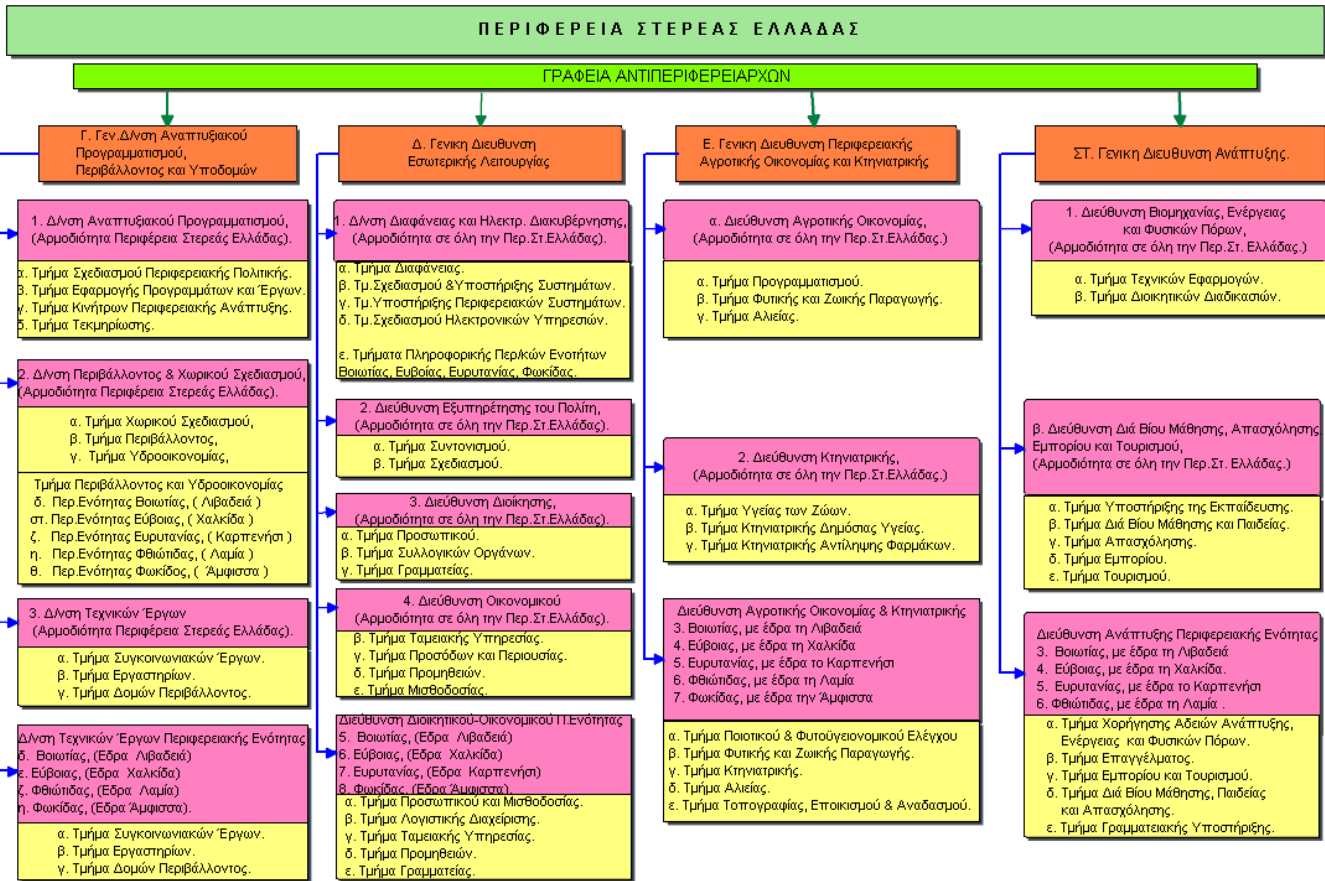 ΠΕΡΙΦΕΡΕΙΑ ΣΤΕΡΕΑΣ ΕΛΛΑΔΑΣ
ΓΡΑΦΕΙΑ ΑΝΤΙΠΕΡΙΦΕΡΕΙΑΡΧΩΝ
Γ. Γεν.Δ/νση Αναπτυξιακού
Προγραμματισμού,
Περιβάλλοντος και Υποδομών
1. Δ/νση Αναπτυξιακού Προγραμματισμού,
(Αρμοδιότητα Περιφέρεια Στερεάς Ελλάδας).
α. Τμήμα Σχεδιασμού Περιφερειακής Πολιτικής.
β. Τμήμα Εφαρμογής Προγραμμάτων και Έργων.
γ. Τμήμα Κινήτρων Περιφερειακής Ανάπτυξης.
δ. Τμήμα Τεκμηρίωσης.
2. Δ/νση Περιβάλλοντος & Χωρικού Σχεδιασμού,
(Αρμοδιότητα Περιφέρεια Στερεάς Ελλάδας).
α. Τμήμα Χωρικού Σχεδιασμού,
β. Τμήμα Περιβάλλοντος,
γ. Τμήμα Υδροοικονομίας,
Τμήμα Περιβάλλοντος και Υδροοικονομίας
δ. Περ.Ενότητας Βοιωτίας, ( Λιβαδειά )
στ. Περ.Ενότητας Εύβοιας, ( Χαλκίδα )
ζ. Περ.Ενότητας Ευρυτανίας, ( Καρπενήσι )
η. Περ.Ενότητας Φθιώτιδας, ( Λαμία )
θ. Περ.Ενότητας Φωκίδος, ( Άμφισσα )
3. Δ/νση Τεχνικών Έργων
(Αρμοδιότητα Περιφέρεια Στερεάς Ελλάδας).
α. Τμήμα Συγκοινωνιακών Έργων.
β. Τμήμα Εργαστηρίων.
γ. Τμήμα Δομών Περιβάλλοντος.
Δ/νση Τεχνικών Έργων Περιφερειακής Ενότητας
δ. Βοιωτίας, (Εδρα Λιβαδειά)
ε. Εύβοιας, (Εδρα Χαλκίδα)
ζ. Φθιώτιδας, (Εδρα Λαμία)
η. Φωκίδας, (Εδρα Άμφισσα).
α. Τμήμα Συγκοινωνιακών Έργων.
β. Τμήμα Εργαστηρίων.
γ. Τμήμα Δομών Περιβάλλοντος.
Δ. Γενικη Διευθυνση
Εσωτερικής Λειτουργίας
1. Δ/νση Διαφάνειας και Ηλεκτρ. Διακυβέρνησης,
(Αρμοδιότητα σε όλη την Περ.Στ.Ελλάδας).
α. Τμήμα Διαφάνειας.
β. Τμ.Σχεδιασμού &Υποστήριξης Συστημάτων.
γ. Τμ.Υποστήριξης Περιφερειακών Συστημάτων.
δ. Τμ.Σχεδιασμού Ηλεκτρονικών Υπηρεσιών.
ε. Τμήματα Πληροφορικής Περ/κών Ενοτήτων
Βοιωτίας, Ευβοίας, Ευρυτανίας, Φωκίδας.
2. Διεύθυνση Εξυπηρέτησης του Πολίτη,
(Αρμοδιότητα σε όλη την Περ.Στ.Ελλάδας).
α. Τμήμα Συντονισμού.
β. Τμήμα Σχεδιασμού.
3. Διεύθυνση Διοίκησης,
(Αρμοδιότητα σε όλη την Περ.Στ.Ελλάδας).
α. Τμήμα Προσωπικού.
β. Τμήμα Συλλογικών Οργάνων.
γ. Τμήμα Γραμματείας.
4. Διεύθυνση Οικονομικού
(Αρμοδιότητα σε όλη την Περ.Στ.Ελλάδας).
β. Τμήμα Ταμειακής Υπηρεσίας.
γ. Τμήμα Προσόδων και Περιουσίας.
δ. Τμήμα Προμηθειών.
ε. Τμήμα Μισθοδοσίας.
Διεύθυνση Διοικητικού-Οικονομικού Π.Ενότητας
5. Βοιωτίας, (Εδρα Λιβαδειά)
6. Εύβοιας, (Εδρα Χαλκίδα)
7. Ευρυτανίας, (Εδρα Καρπενήσι)
8. Φωκίδας, (Εδρα Άμφισσα).
α. Τμήμα Προσωπικού και Μισθοδοσίας.
β. Τμήμα Λογιστικής Διαχείρισης.
γ. Τμήμα Ταμειακής Υπηρεσίας.
δ. Τμήμα Προμηθειών.
ε. Τμήμα Γραμματείας.
Ε. Γενικη Διευθυνση Περιφερειακής
Αγροτικής Οικονομίας και Κτηνιατρικής
α. Διεύθυνση Αγροτικής Οικονομίας,
(Αρμοδιότητα σε όλη την Περ.Στ.Ελλάδας.)
α. Τμήμα Προγραμματισμού.
β. Τμήμα Φυτικής και Ζωικής Παραγωγής.
γ. Τμήμα Αλιείας.
2. Διεύθυνση Κτηνιατρικής,
(Αρμοδιότητα σε όλη την Περ.Στ.Ελλάδας.)
α. Τμήμα Υγείας των Ζώων.
β. Τμήμα Κτηνιατρικής Δημόσιας Υγείας.
γ. Τμήμα Κτηνιατρικής Αντίληψης Φαρμάκων.
Διεύθυνση Αγροτικής Οικονομίας & Κτηνιατρικής
3. Βοιωτίας, με έδρα τη Λιβαδειά
4. Εύβοιας, με έδρα τη Χαλκίδα
5. Ευρυτανίας, με έδρα το Καρπενήσι
6. Φθιώτιδας, με έδρα τη Λαμία
7. Φωκίδας, με έδρα την Άμφισσα
α. Τμήμα Ποιοτικού & Φυτοϋγειονομικού Ελέγχου
β. Τμήμα Φυτικής και Ζωικής Παραγωγής.
γ. Τμήμα Κτηνιατρικής.
δ. Τμήμα Αλιείας.
ε. Τμήμα Τοπογραφίας, Εποικισμού & Αναδασμού.
ΣΤ. Γενικη Διευθυνση Ανάπτυξης.
1. Διεύθυνση Βιομηχανίας, Ενέργειας
και Φυσικών Πόρων,
(Αρμοδιότητα σε όλη την Περ.Στ. Ελλάδας.)
α. Τμήμα Τεχνικών Εφαρμογών.
β. Τμήμα Διοικητικών Διαδικασιών.
β. Διεύθυνση Διά Βίου Μάθησης, Απασχόλησης
Εμπορίου και Τουρισμού,
(Αρμοδιότητα σε όλη την Περ.Στ. Ελλάδας.)
α. Τμήμα Υποστήριξης της Εκπαίδευσης.
β. Τμήμα Διά Βίου Μάθησης και Παιδείας.
γ. Τμήμα Απασχόλησης.
δ. Τμήμα Εμπορίου.
ε. Τμήμα Τουρισμού.
Διεύθυνση Ανάπτυξης Περιφερειακής Ενότητας
3. Βοιωτίας, με έδρα τη Λιβαδειά
4. Εύβοιας, με έδρα τη Χαλκίδα.
5. Ευρυτανίας, με έδρα το Καρπενήσι
6. Φθιώτιδας, με έδρα τη Λαμία .
α. Τμήμα Χορήγησης Αδειών Ανάπτυξης,
Ενέργειας και Φυσικών Πόρων.
β. Τμήμα Επαγγέλματος.
γ. Τμήμα Εμπορίου και Τουρισμού.
δ. Τμήμα Διά Βίου Μάθησης, Παιδείας
και Απασχόλησης.
ε. Τμήμα Γραμματειακής Υποστήριξης.